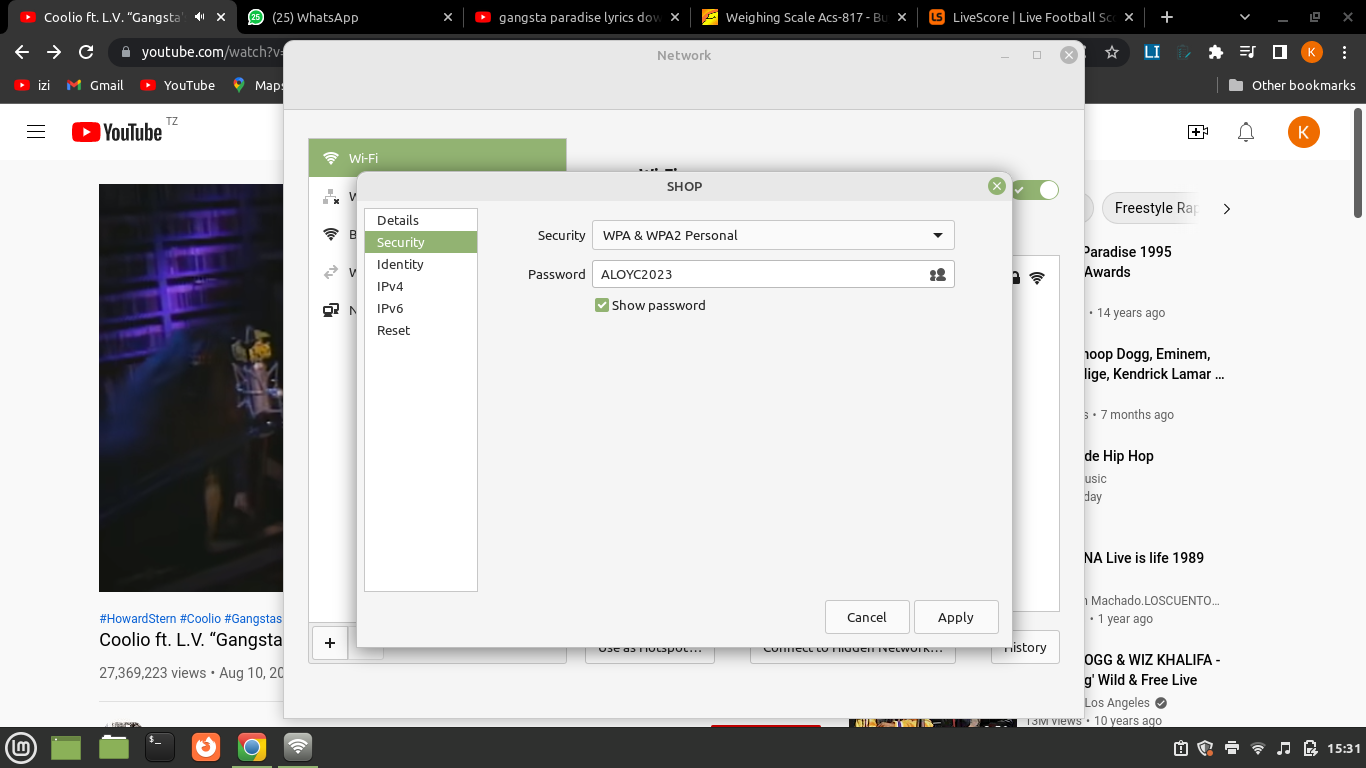 Coolio ft. L.V. “Gangsta'
(25) WhatsApp
gangsta paradise lyrics dow
Weighing Scale Acs-817 - Bu
LiveScore | Live Football Sco
youtube.com/watch?v=
LI
K
izi
Gmail
YouTube
Maps
Other bookmarks
Network
YouTube
TZ
K
Wi-Fi
Wi-Fi
SHOP
Freestyle Rap
Details
Security
Identity
IPv4
IPv6
Reset
Security
WPA & WPA2 Personal
Password
ALOYC2023
Show password
Cancel
Apply
Use as Hotspot…
Connect to Hidden Network…
History
Paradise 1995
Awards
• 14 years ago
noop Dogg, Eminem,
lige, Kendrick Lamar ...
s • 7 months ago
de Hip Hop
usic
day
NA Live is life 1989
n Machado.LOSCUENTO...
• 1 year ago
OGG & WIZ KHALIFA -
g' Wild & Free Live
Los Angeles
13M views • 10 years ago
#HowardStern #Coolio #Gangstas
Coolio ft. L.V. “Gangsta
27,369,223 views • Aug 10, 20
15:31